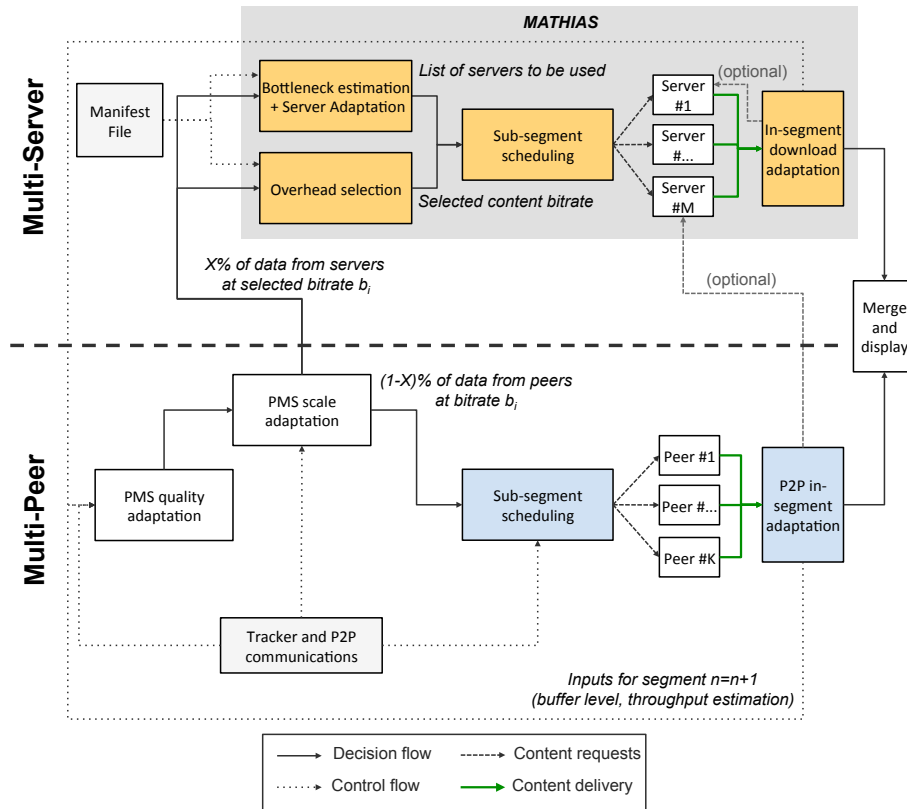 MATHIAS
Multi-Server
Manifest
File
Bottleneck estimation
+ Server Adaptation
List of servers to be used
Overhead selection
Selected content bitrate
Sub-segment
scheduling
Server
#1
Server
#...
Server
#M
(optional)
In-segment
download
adaptation
X% of data from servers
at selected bitrate bi
(optional)
Merge
and
display
Multi-Peer
PMS scale
adaptation
(1-X)% of data from peers
at bitrate bi
PMS quality
adaptation
Sub-segment
scheduling
Peer #1
Peer #...
Peer #K
P2P in-
segment
adaptation
Tracker and P2P
communications
Inputs for segment n=n+1
(buffer level, throughput estimation)
Decision flow
Content requests
Control flow
Content delivery